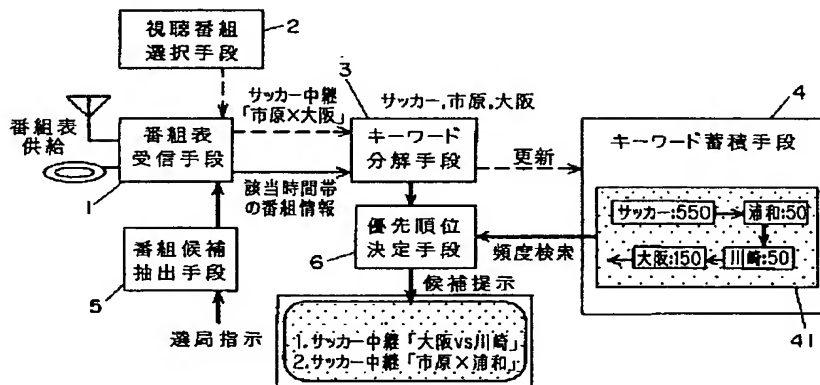 視聴番組
選択手段
2
番組表
供給
番組表
受信手段
1
サッカー中継
「市原×大阪」
該当時間帯
の番組情報
3
サッカー,市原,大阪
キーワード
分解手段
更新
4
キーワード蓄積手段
サッカー:550
浦和:50
大阪:150
川崎:50
41
番組候補
抽出手段
5
選局指示
優先順位
決定手段
6
頻度検索
候補提示
1.サッカー中継「大阪vs川崎」
2.サッカー中継「市原×浦和」